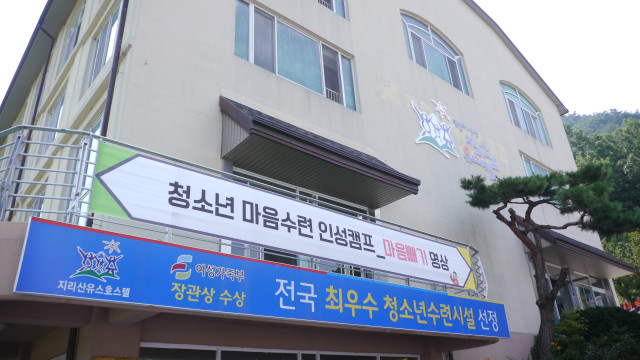 청소년 마음수련 인성캠프_마음빼기 명상
지리산유스호스텔
여성가족부
장관상 수상
전국 최우수 청소년수련시설 선정